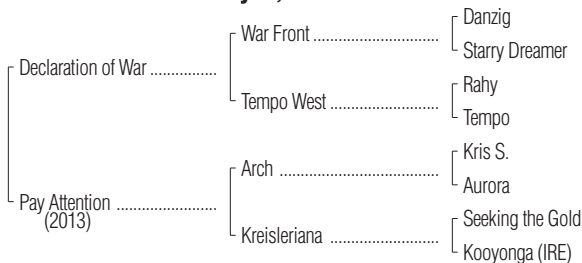 Danzig
War Front ....................................
Starry Dreamer
Declaration of War ................
Rahy
Tempo West ...............................
Tempo
Kris S.
Arch .............................................
Aurora
Pay Attention ........................
(2013)
Seeking the Gold
Kreisleriana ...............................
Kooyonga (IRE)